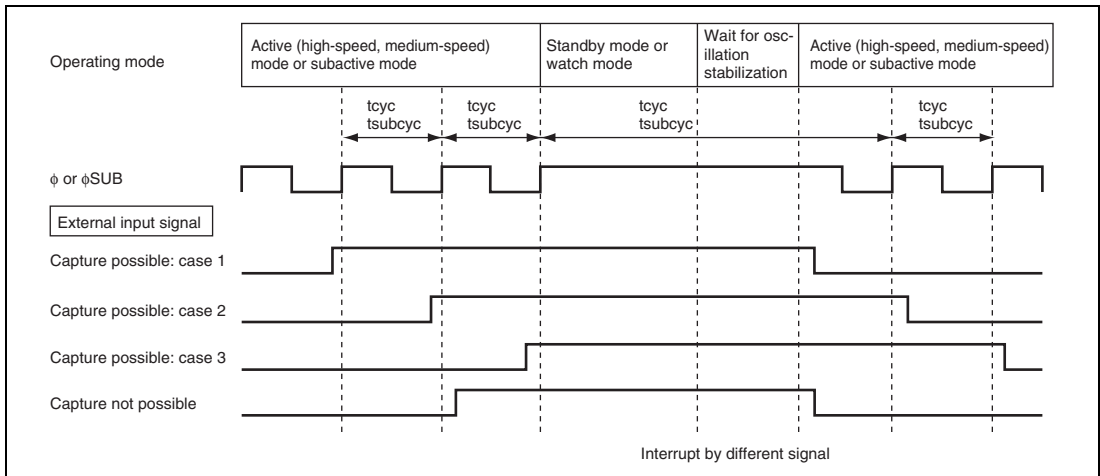 Operating mode
Active (high-speed, medium-speed)
mode or subactive mode
Standby mode or
watch mode
Wait for osc-
illation
stabilization
Active (high-speed, medium-speed)
mode or subactive mode
tcyc
tsubcyc
tcyc
tsubcyc
tcyc
tsubcyc
tcyc
tsubcyc
φ or φSUB
External input signal
Capture possible: case 1
Capture possible: case 2
Capture possible: case 3
Capture not possible
Interrupt by different signal